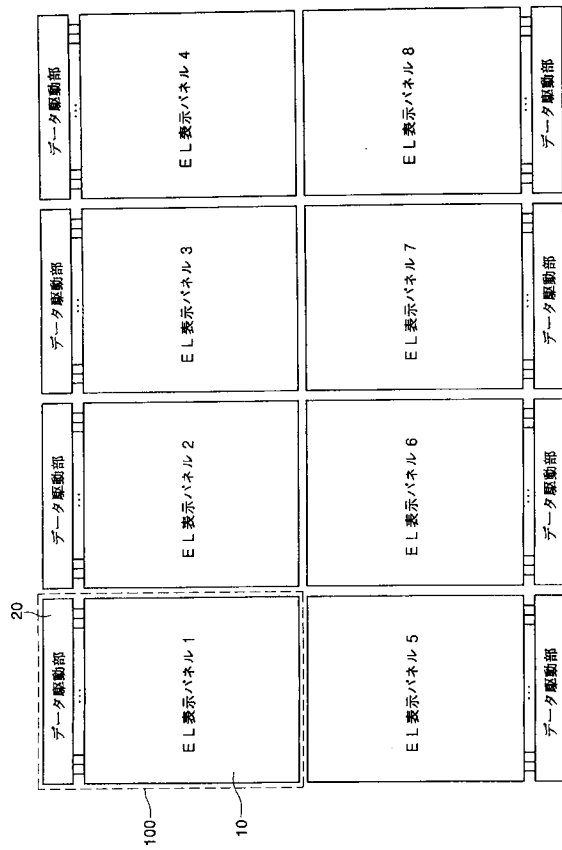 20
データ駆動部
データ駆動部
データ駆動部
データ駆動部
…
…
…
…
100
EL表示パネル1
EL表示パネル2
EL表示パネル3
EL表示パネル4
10
EL表示パネル5
EL表示パネル6
EL表示パネル7
EL表示パネル8
…
…
…
…
データ駆動部
データ駆動部
データ駆動部
データ駆動部